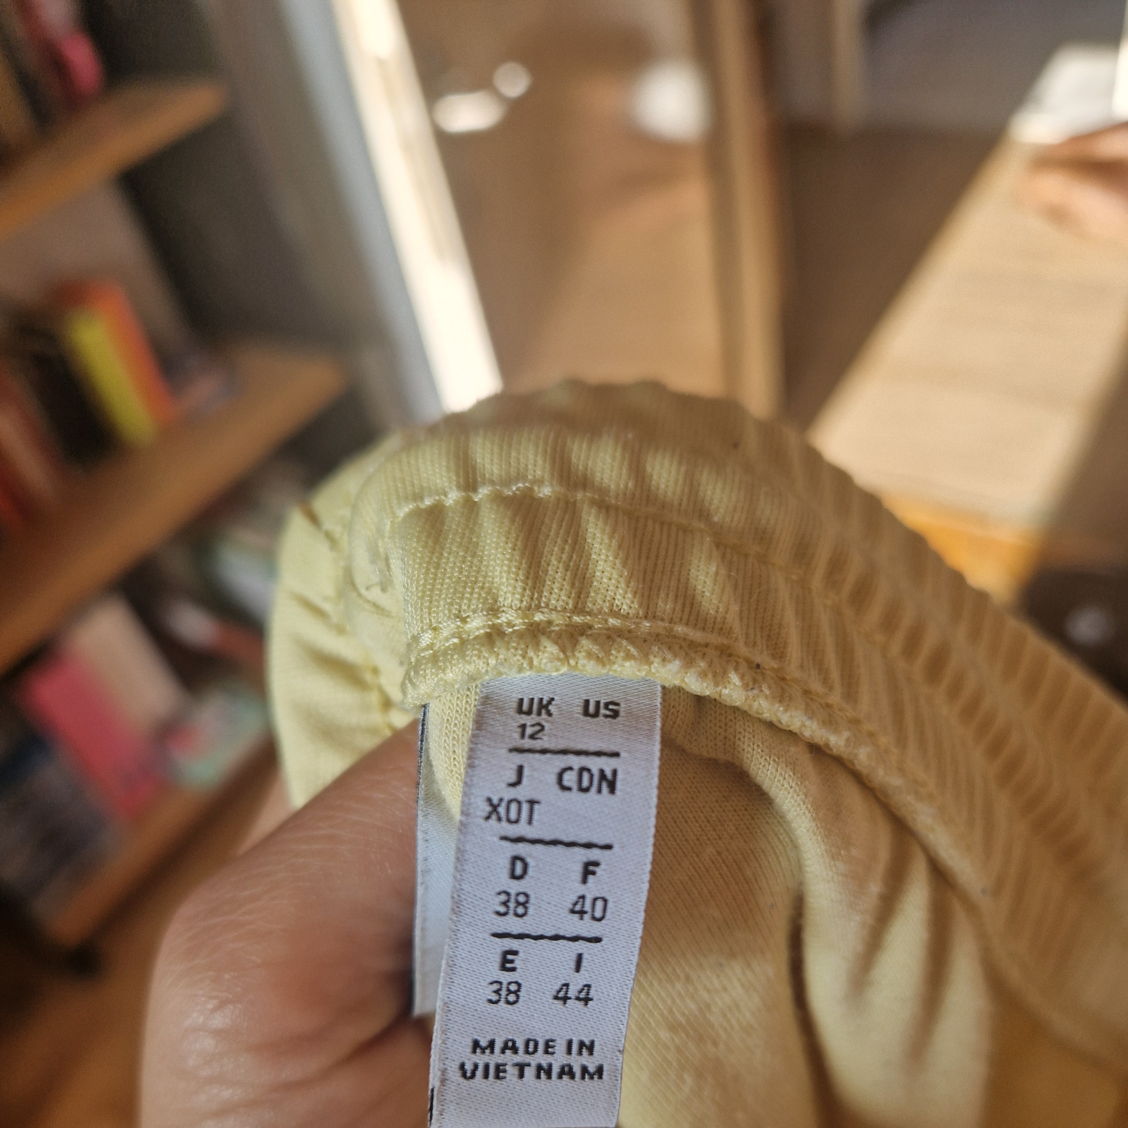 UK US
12
J CDN
XOT
D F
38 40
E I
38 44
MADE IN
VIETNAM